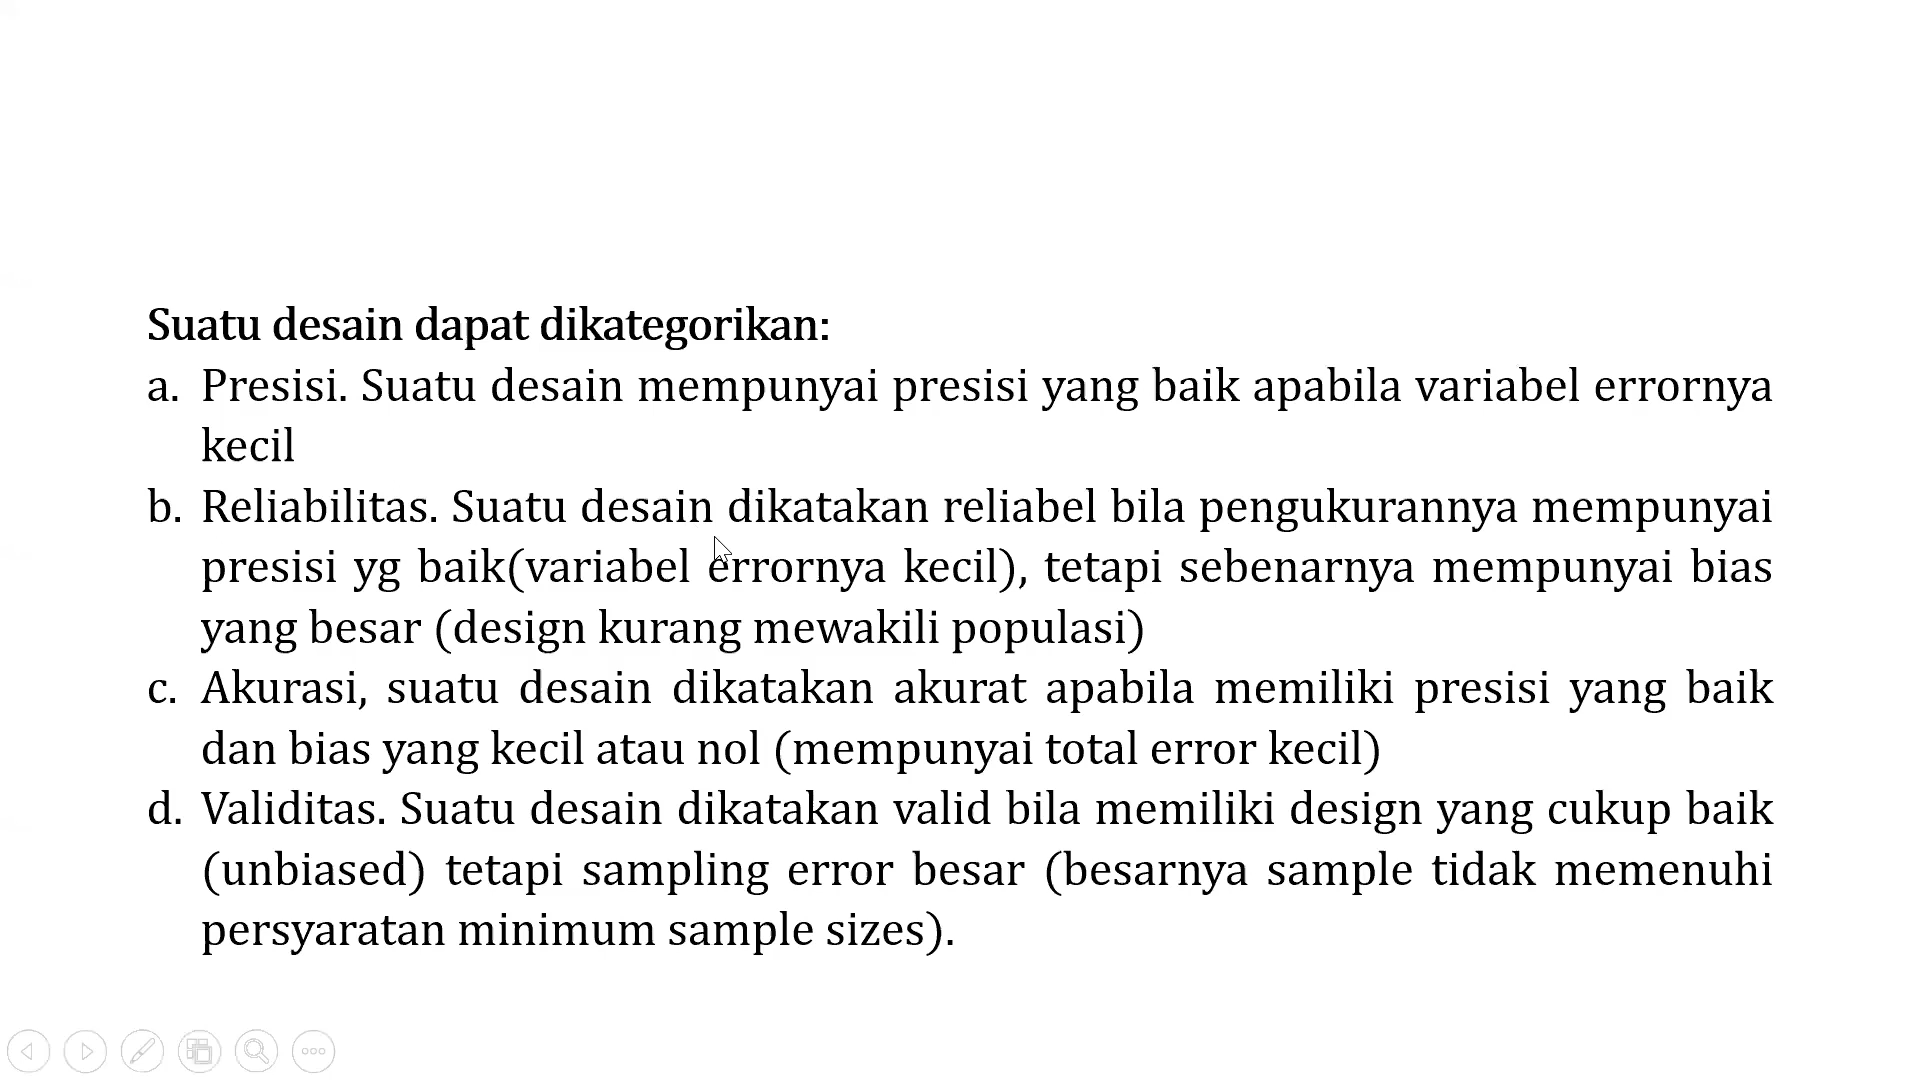 Suatu desain dapat dikategorikan:
a. Presisi. Suatu desain mempunyai presisi yang baik apabila variabel errornya
kecil
b. Reliabilitas. Suatu desain dikatakan reliabel bila pengukurannya mempunyai
presisi yg baik(variabel errornya kecil), tetapi sebenarnya mempunyai bias
yang besar (design kurang mewakili populasi)
c. Akurasi, suatu desain dikatakan akurat apabila memiliki presisi yang baik
dan bias yang kecil atau nol (mempunyai total error kecil)
d. Validitas. Suatu desain dikatakan valid bila memiliki design yang cukup baik
(unbiased) tetapi sampling error besar (besarnya sample tidak memenuhi
persyaratan minimum sample sizes).